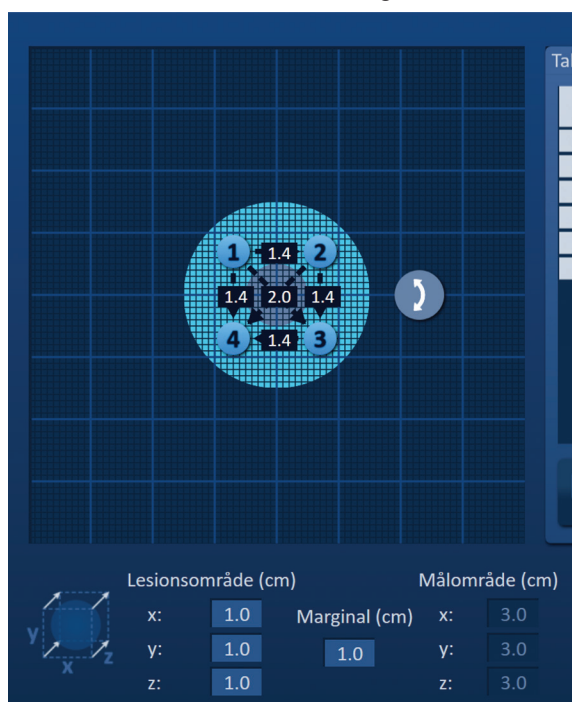 Tal
1 1.4 2
1.4 2.0 1.4
4 1.4 3
Lesionsområde (cm) Målområde (cm)
x: 1.0 Marginal (cm) x: 3.0
y: 1.0 1.0 y: 3.0
z: 1.0 z: 3.0
y
x z